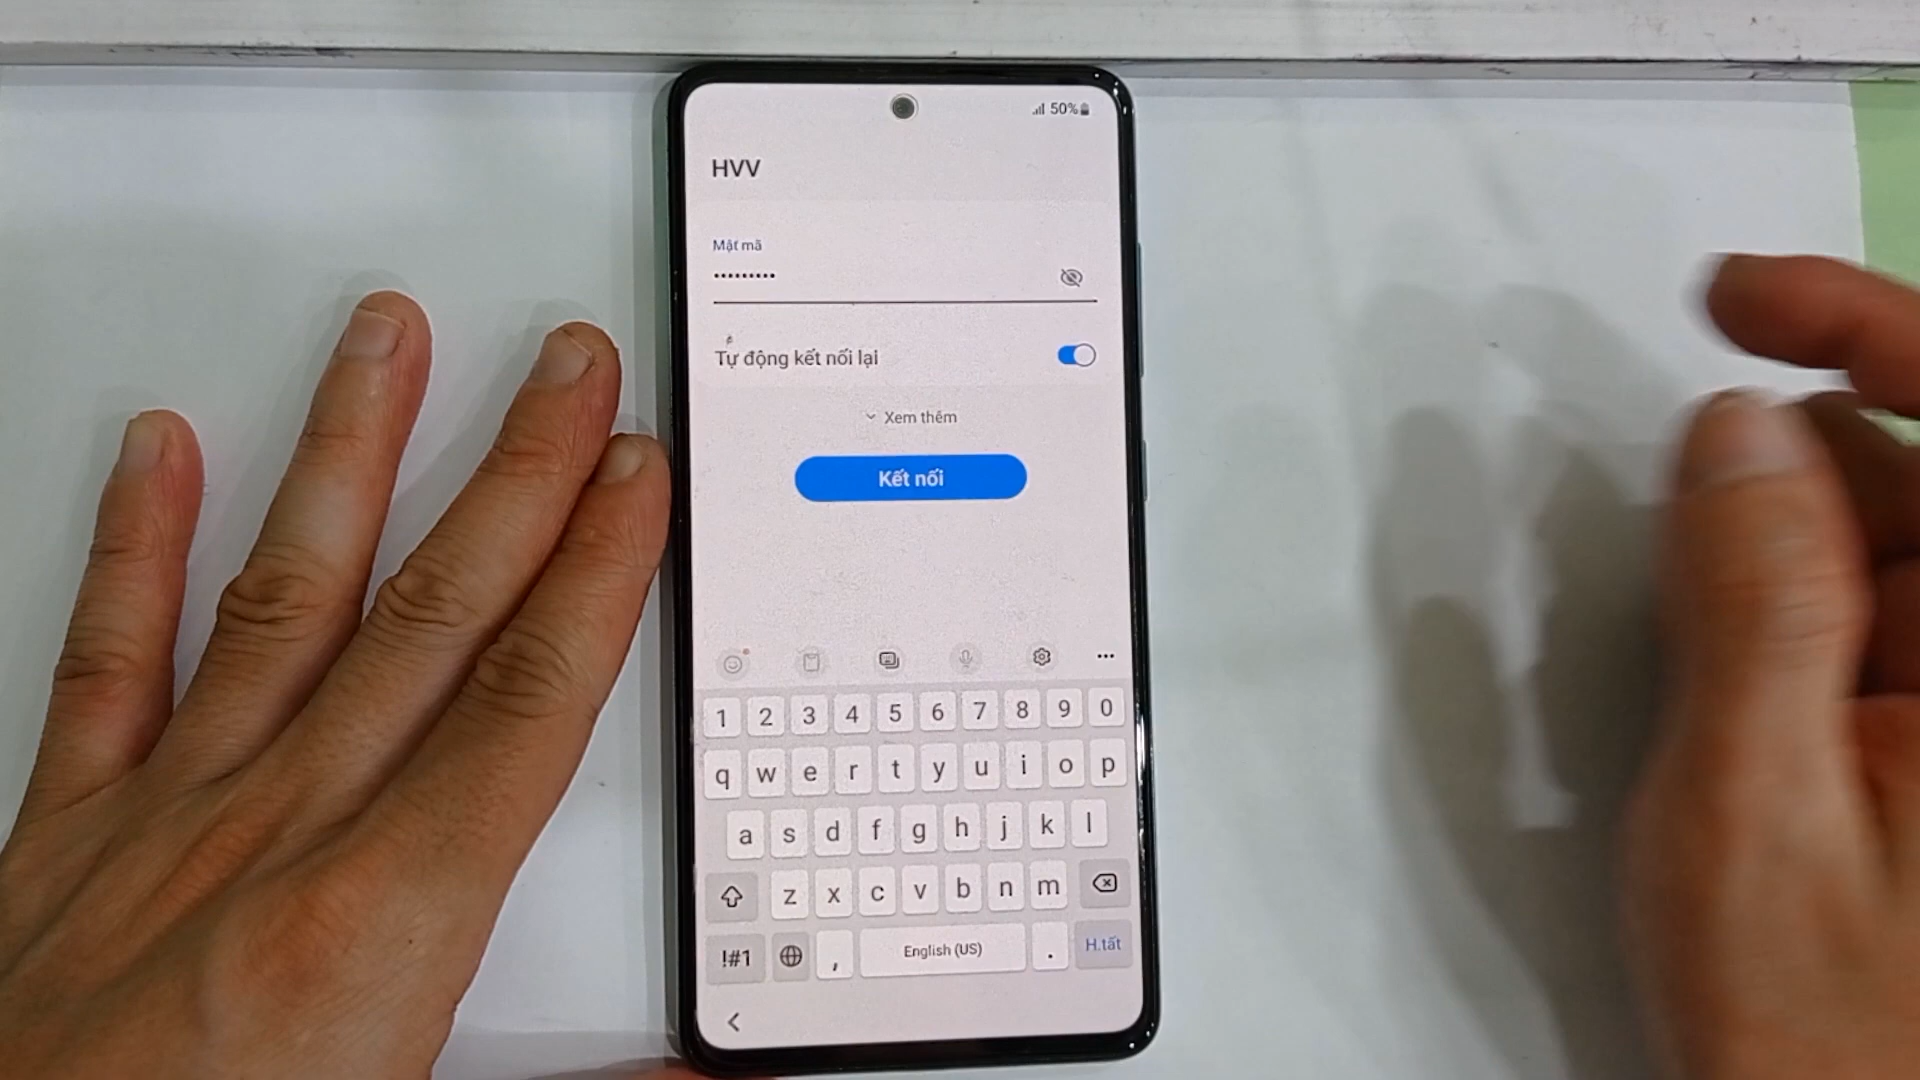 50%
HVV
Mật mã
•••••••••
Tự động kết nối lại
Xem thêm
Kết nối
1 2 3 4 5 6 7 8 9 0
q w e r t y u i o p
a s d f g h j k l
z x c v b n m
!#1 , English (US) . H.tất